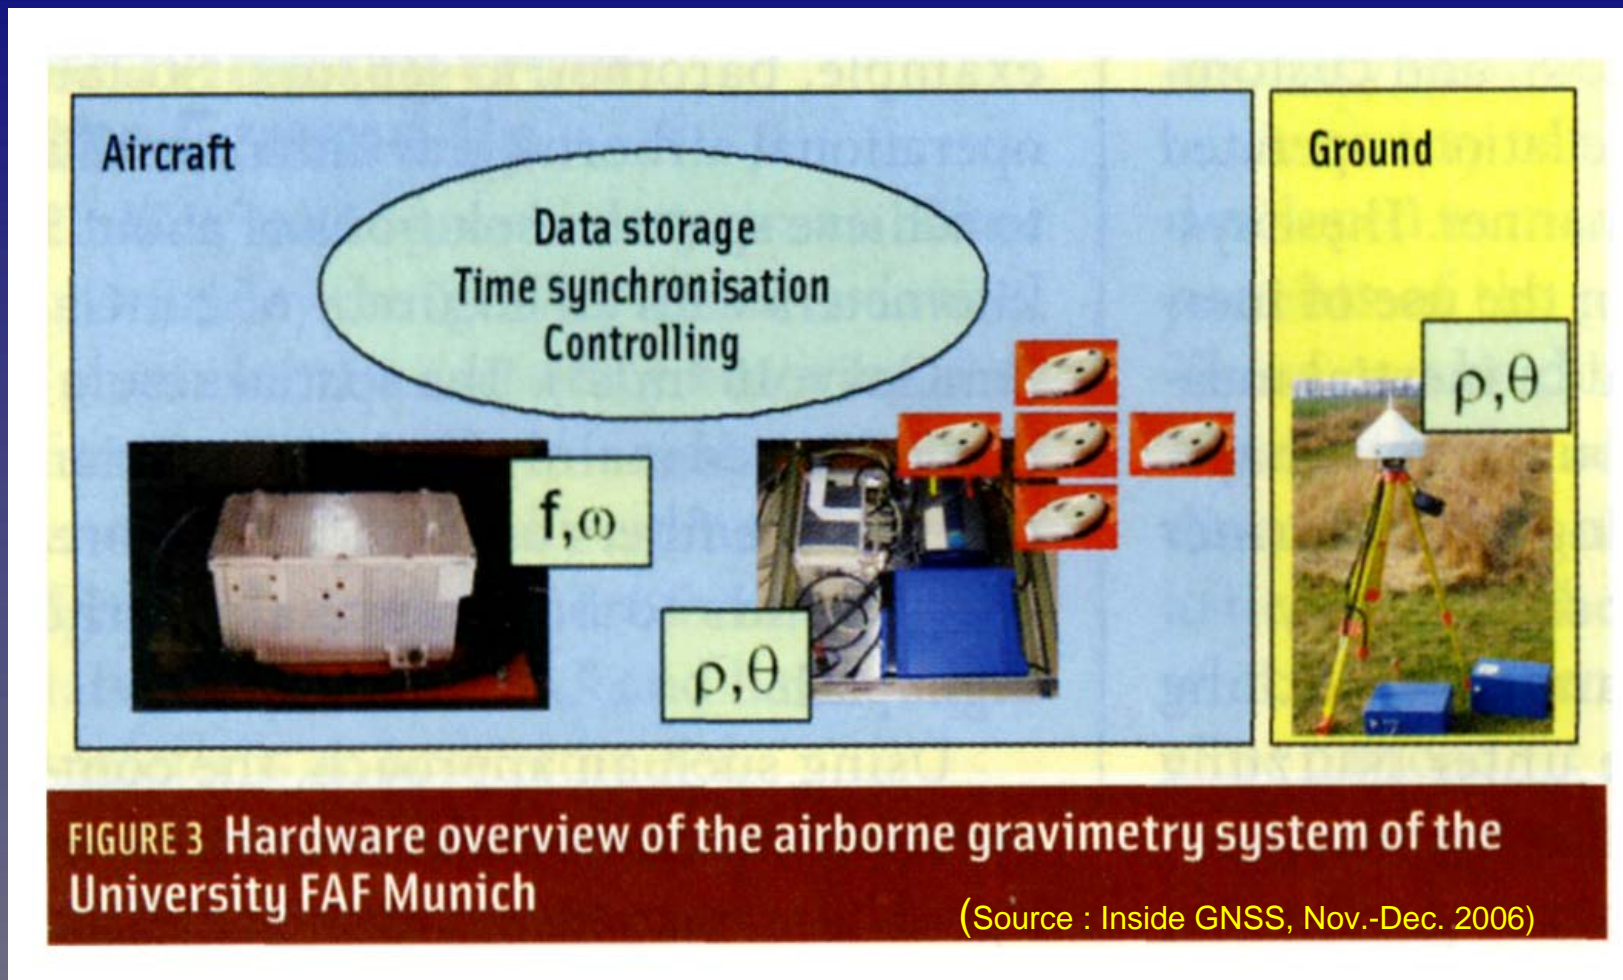 Aircraft
Data storage
Time synchronisation
Controlling
f,ω
ρ,θ
Ground
ρ,θ
FIGURE 3 Hardware overview of the airborne gravimetry system of the
University FAF Munich
(Source : Inside GNSS, Nov.-Dec. 2006)